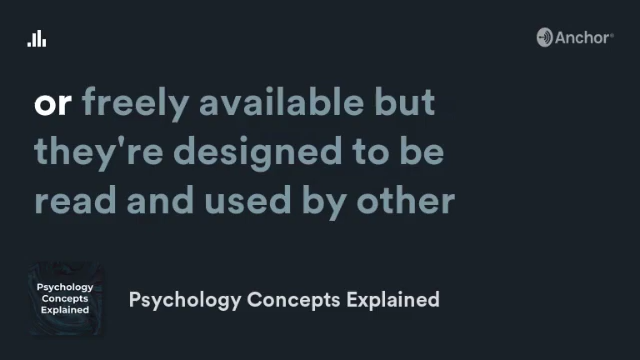 Anchor
or freely available but
they're designed to be
read and used by other
Psychology
Concepts
Explained
Psychology Concepts Explained